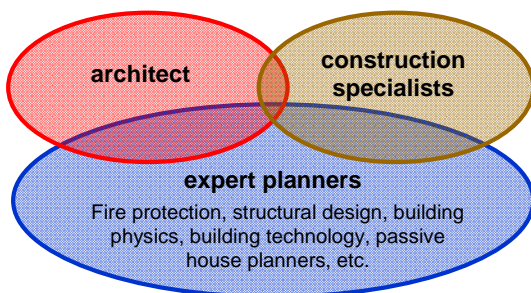 architect
construction
specialists
expert planners
Fire protection, structural design, building
physics, building technology, passive
house planners, etc.